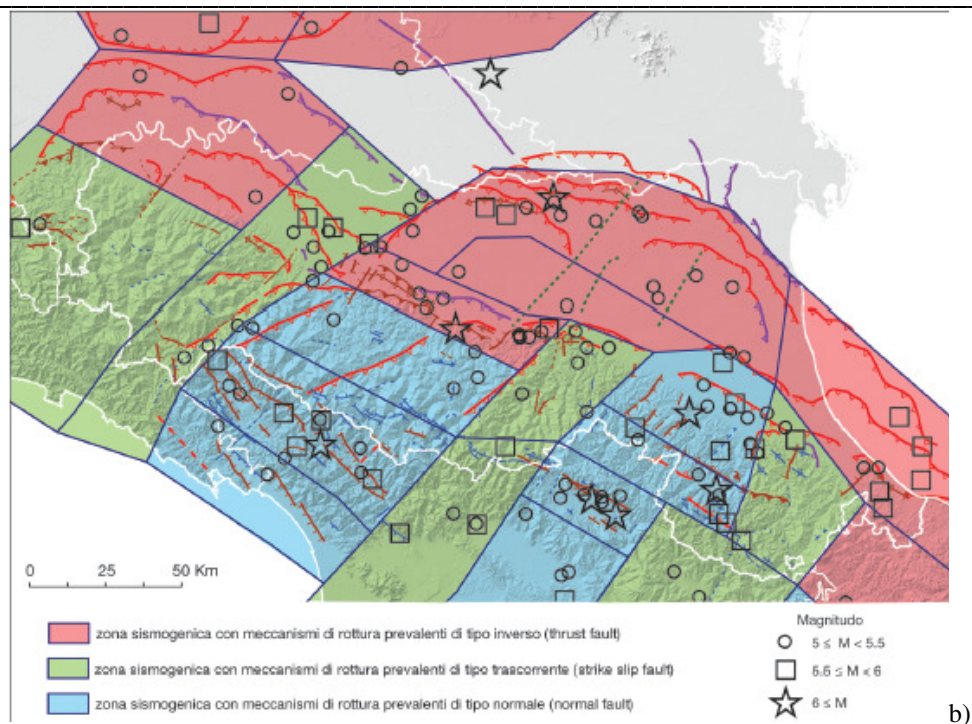 0 25 50 Km
zona sismogenica con meccanismi di rottura prevalenti di tipo inverso (thrust fault)
zona sismogenica con meccanismi di rottura prevalenti di tipo trascorrente (strike slip fault)
zona sismogenica con meccanismi di rottura prevalenti di tipo normale (normal fault)
Magnitudo
5 ≤ M < 5.5
5.5 ≤ M < 6
6 ≤ M
b)